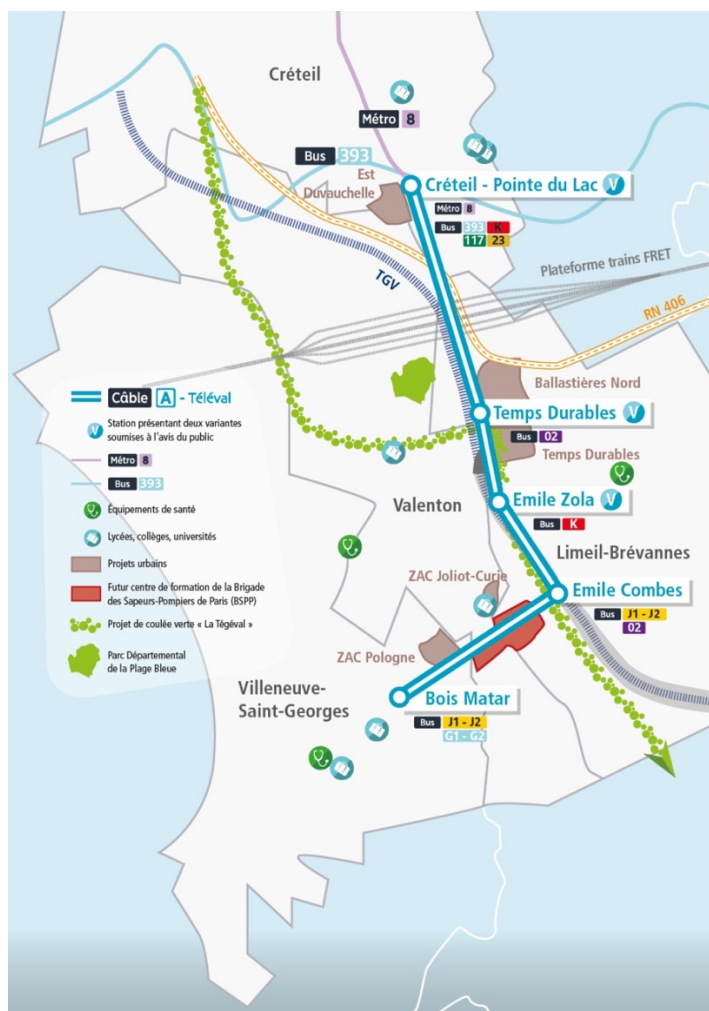 Créteil
Métro 8
Bus 393
Est
Duvauchelle
Créteil - Pointe du Lac V
Métro 8
Bus 393 K
117 23
Plateforme trains FRET
TGV
RN 406
Ballastières Nord
Temps Durables V
Bus 02
Temps Durables
Emile Zola V
Bus K
Valenton
Limeil-Brévannes
ZAC Joliot-Curie
Emile Combes
Bus J1 - J2
02
ZAC Pologne
Villeneuve-
Saint-Georges
Bois Matar
Bus J1 - J2
G1 - G2
Câble A - Téléval
V Station présentant deux variantes
soumises à l'avis du public
Métro 8
Bus 393
Équipements de santé
Lycées, collèges, universités
Projets urbains
Futur centre de formation de la Brigade
des Sapeurs-Pompiers de Paris (BSPP)
Projet de coulée verte « La Tégéval »
Parc Départemental
de la Plage Bleue